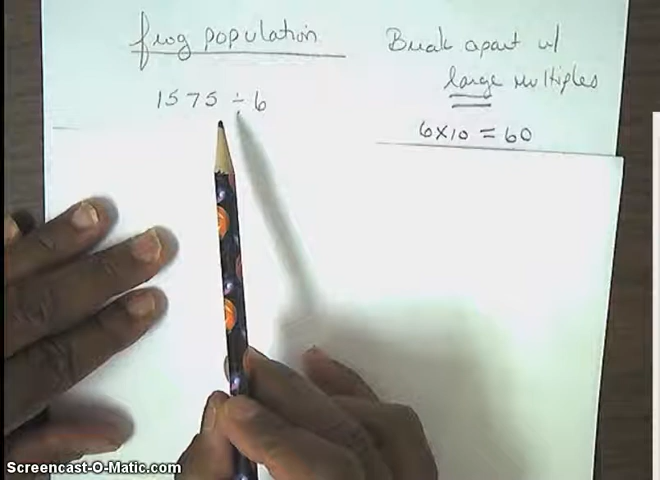 frog population
1575 ÷ 6
Break apart w/
large multiples
6x10 = 60
Screencast-O-Matic.com